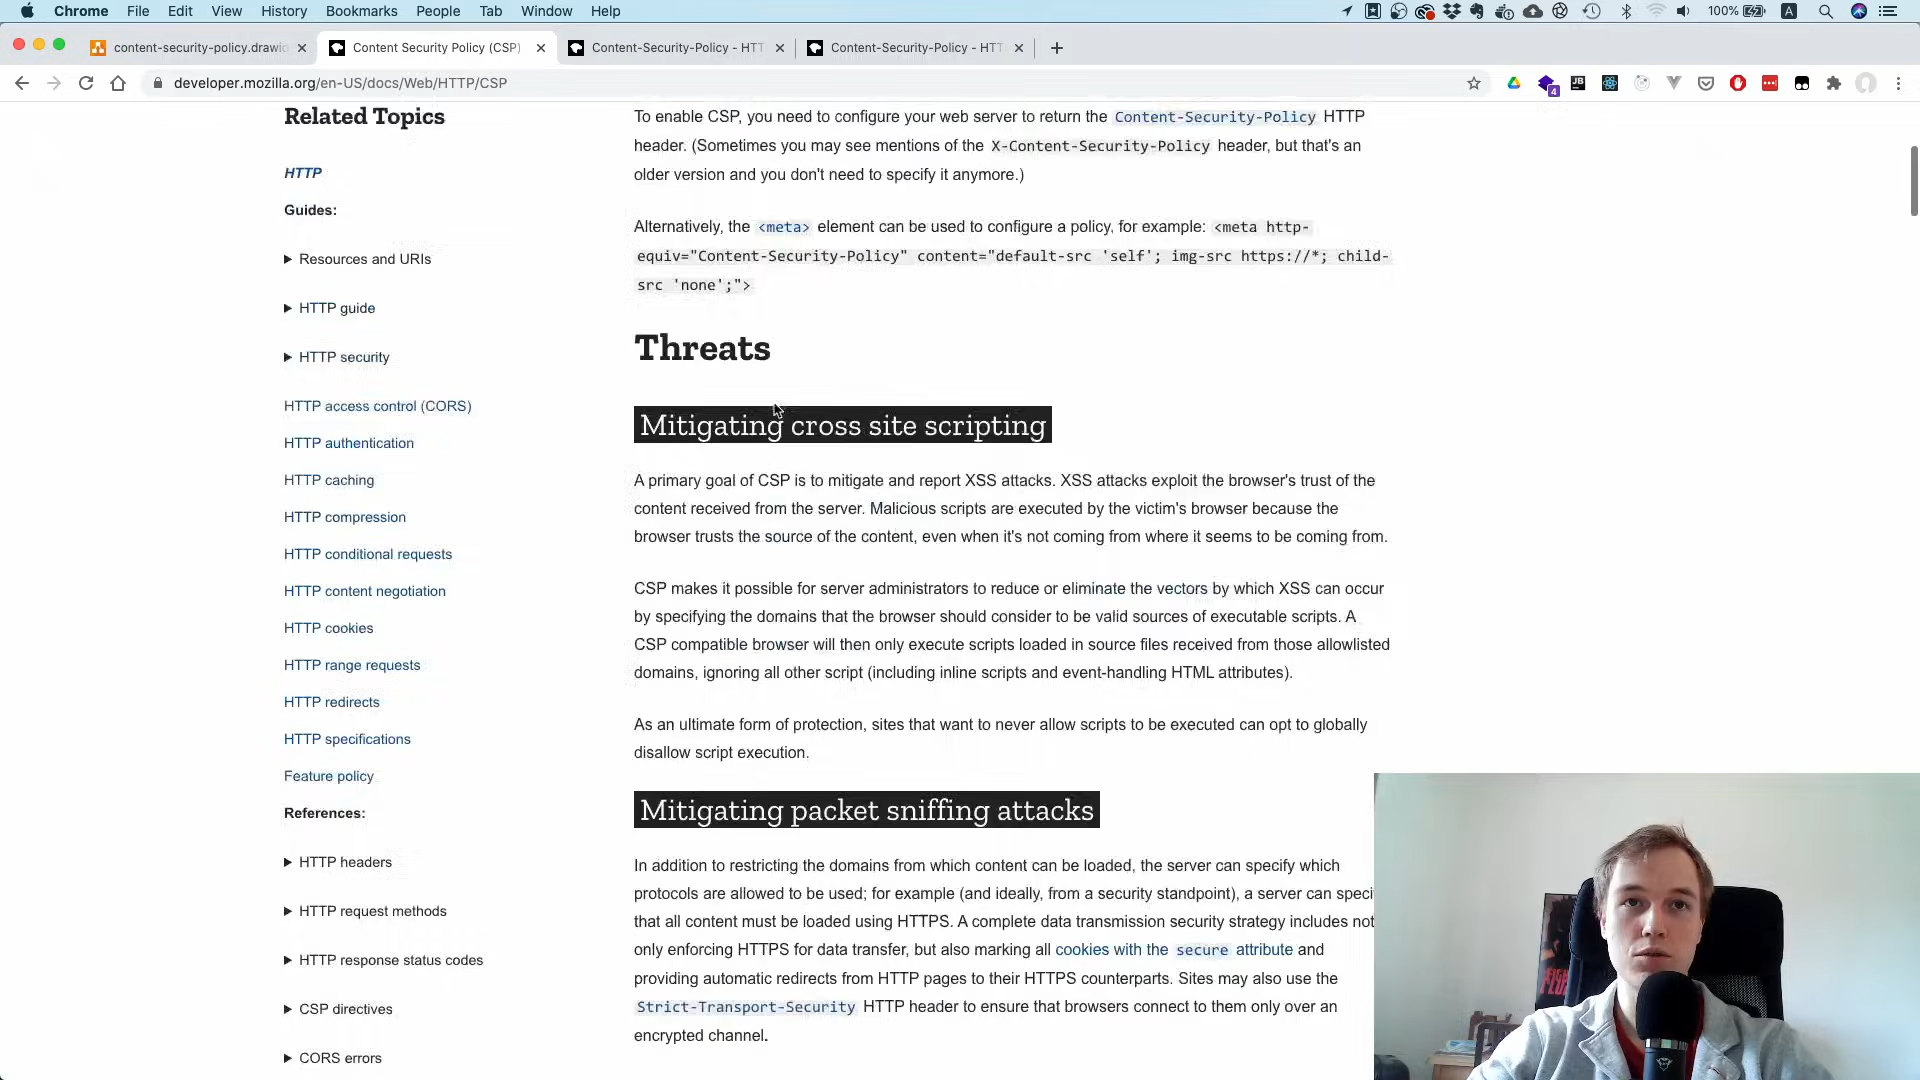 Chrome File Edit View History Bookmarks People Tab Window Help 100%
content-security-policy.drawio Content Security Policy (CSP) Content-Security-Policy - HTT Content-Security-Policy - HTT
developer.mozilla.org/en-US/docs/Web/HTTP/CSP
Related Topics
HTTP
Guides:
Resources and URIs
HTTP guide
HTTP security
HTTP access control (CORS)
HTTP authentication
HTTP caching
HTTP compression
HTTP conditional requests
HTTP content negotiation
HTTP cookies
HTTP range requests
HTTP redirects
HTTP specifications
Feature policy
References:
HTTP headers
HTTP request methods
HTTP response status codes
CSP directives
CORS errors
To enable CSP, you need to configure your web server to return the Content-Security-Policy HTTP
header. (Sometimes you may see mentions of the X-Content-Security-Policy header, but that's an
older version and you don't need to specify it anymore.)
Alternatively, the <meta> element can be used to configure a policy, for example: <meta http-
equiv="Content-Security-Policy" content="default-src 'self'; img-src https://*; child-
src 'none';">
Threats
Mitigating cross site scripting
A primary goal of CSP is to mitigate and report XSS attacks. XSS attacks exploit the browser's trust of the
content received from the server. Malicious scripts are executed by the victim's browser because the
browser trusts the source of the content, even when it's not coming from where it seems to be coming from.
CSP makes it possible for server administrators to reduce or eliminate the vectors by which XSS can occur
by specifying the domains that the browser should consider to be valid sources of executable scripts. A
CSP compatible browser will then only execute scripts loaded in source files received from those allowlisted
domains, ignoring all other script (including inline scripts and event-handling HTML attributes).
As an ultimate form of protection, sites that want to never allow scripts to be executed can opt to globally
disallow script execution.
Mitigating packet sniffing attacks
In addition to restricting the domains from which content can be loaded, the server can specify which
protocols are allowed to be used; for example (and ideally, from a security standpoint), a server can speci
that all content must be loaded using HTTPS. A complete data transmission security strategy includes not
only enforcing HTTPS for data transfer, but also marking all cookies with the secure attribute and
providing automatic redirects from HTTP pages to their HTTPS counterparts. Sites may also use the
Strict-Transport-Security HTTP header to ensure that browsers connect to them only over an
encrypted channel.